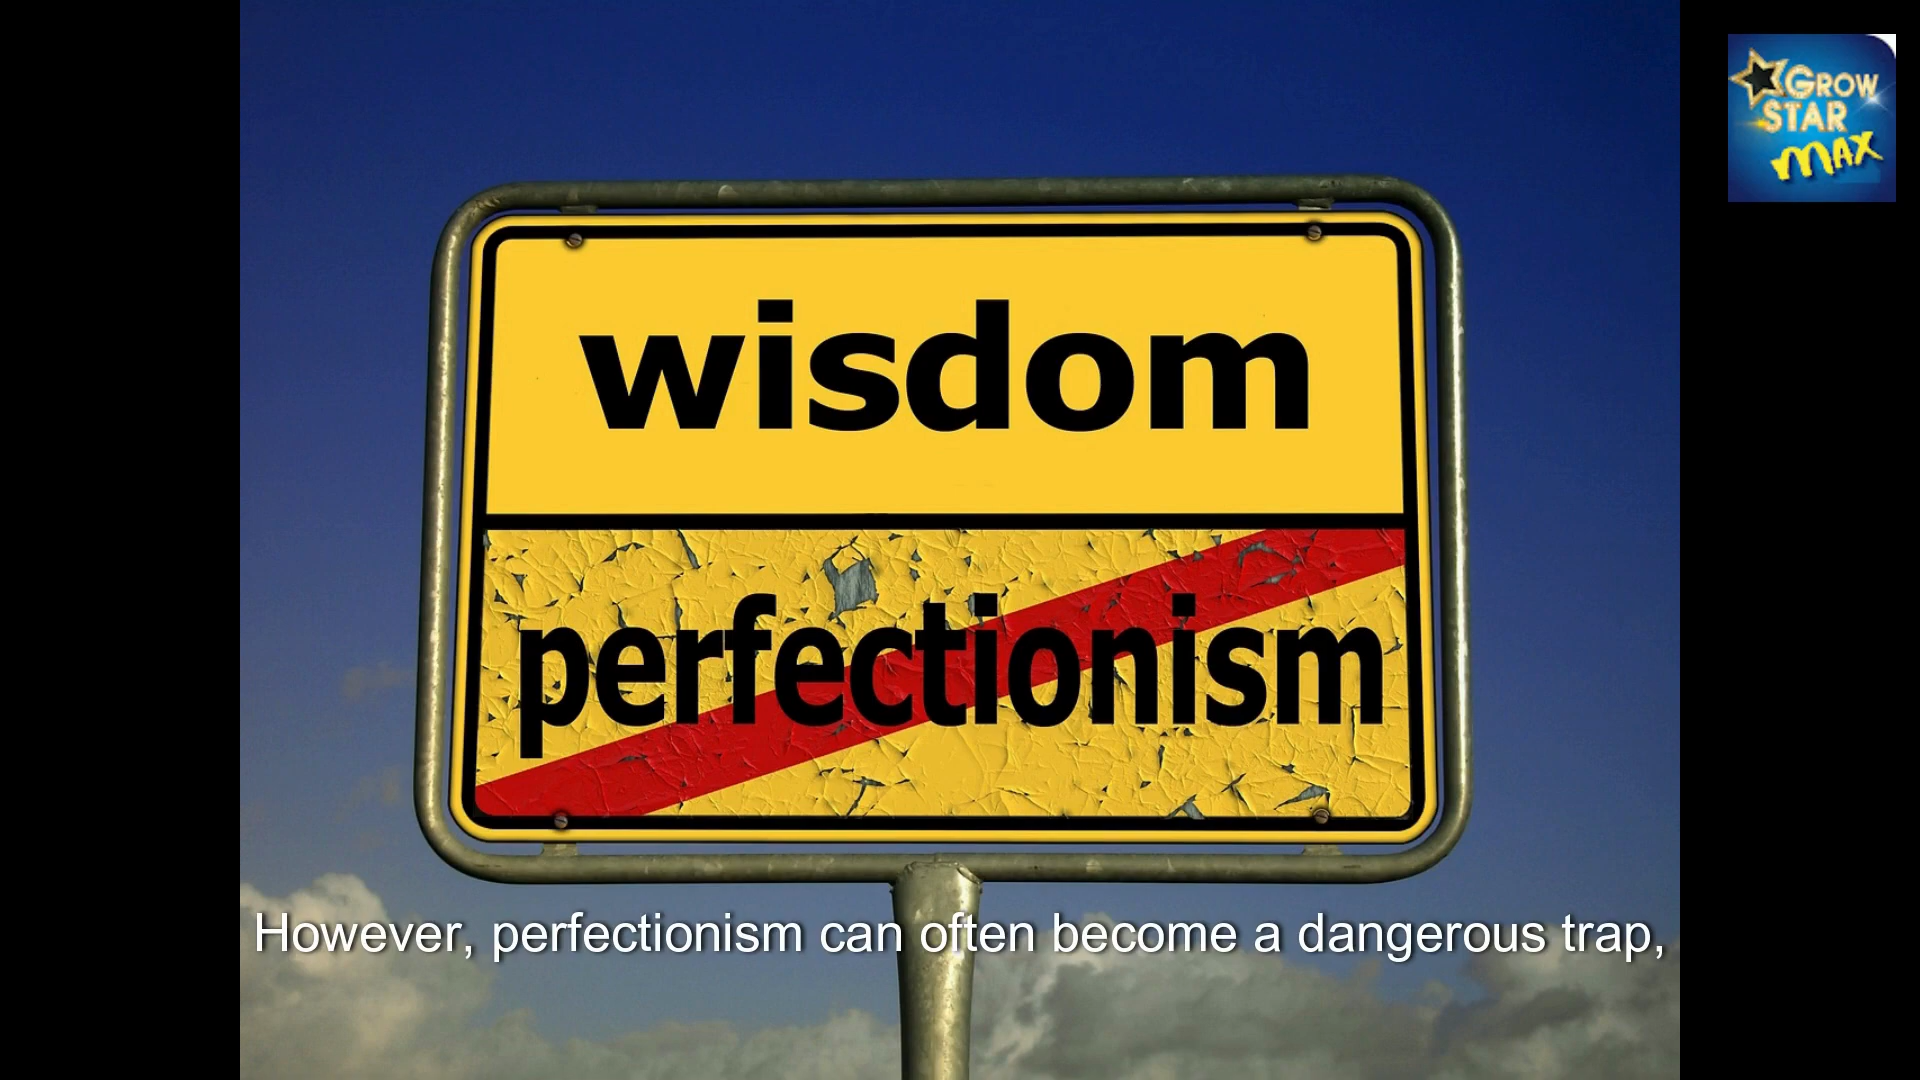 GROW
STAR
MAX
wisdom
perfectionism
However, perfectionism can often become a dangerous trap,